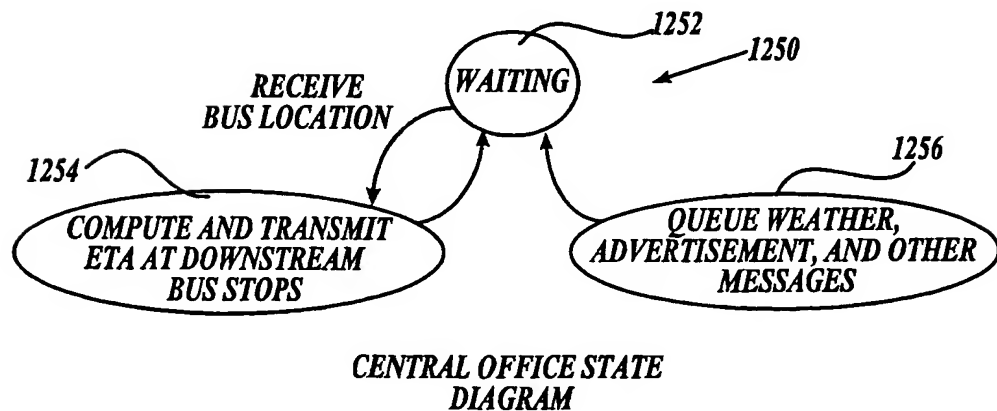 1252
1250
WAITING
RECEIVE
BUS LOCATION
1254
1256
COMPUTE AND TRANSMIT
ETA AT DOWNSTREAM
BUS STOPS
QUEUE WEATHER,
ADVERTISEMENT, AND OTHER
MESSAGES
CENTRAL OFFICE STATE
DIAGRAM